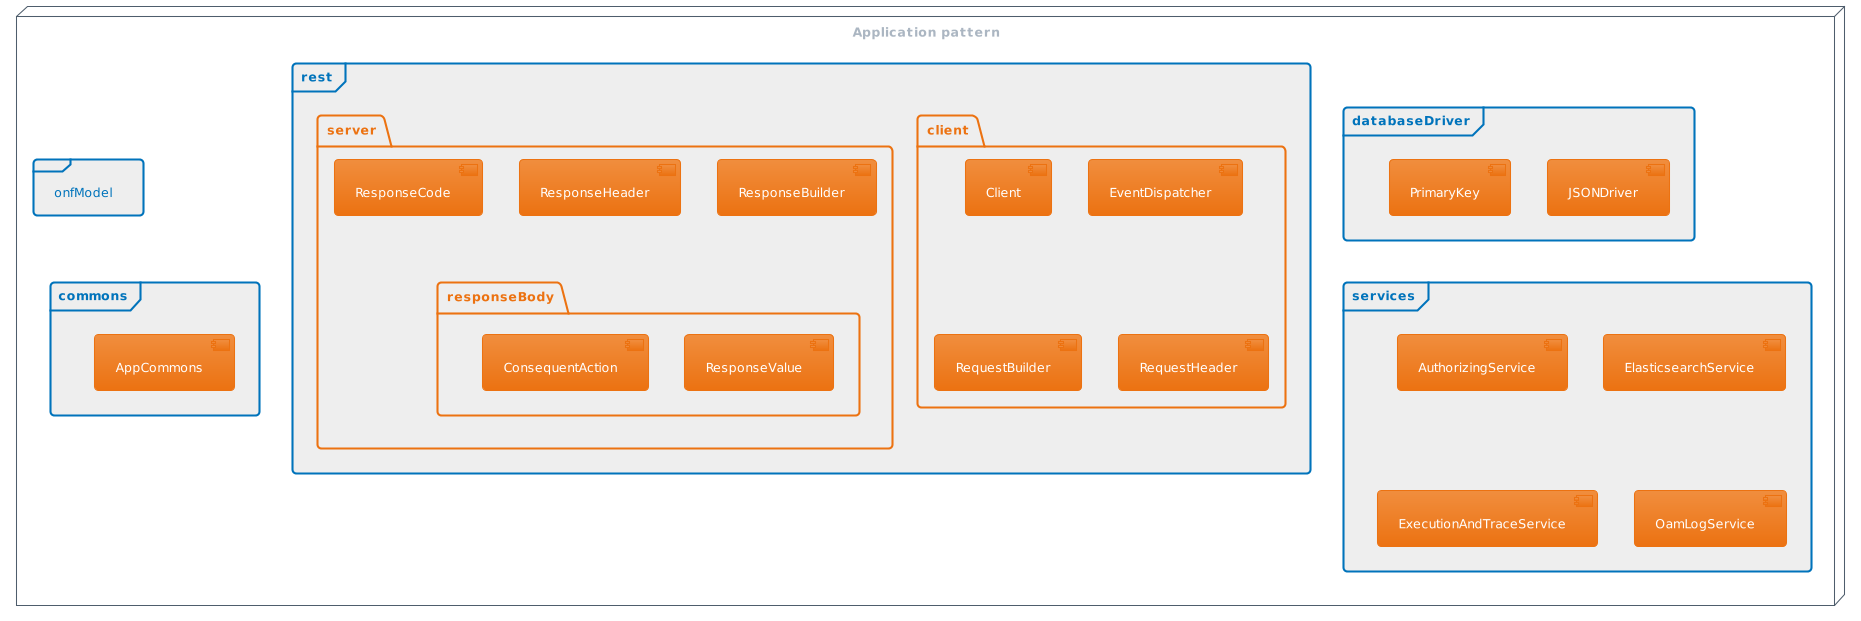 Application pattern
onfModel
commons
AppCommons
rest
server
ResponseCode
ResponseHeader
ResponseBuilder
responseBody
ConsequentAction
ResponseValue
client
Client
EventDispatcher
RequestBuilder
RequestHeader
databaseDriver
PrimaryKey
JSONDriver
services
AuthorizingService
ElasticsearchService
ExecutionAndTraceService
OamLogService